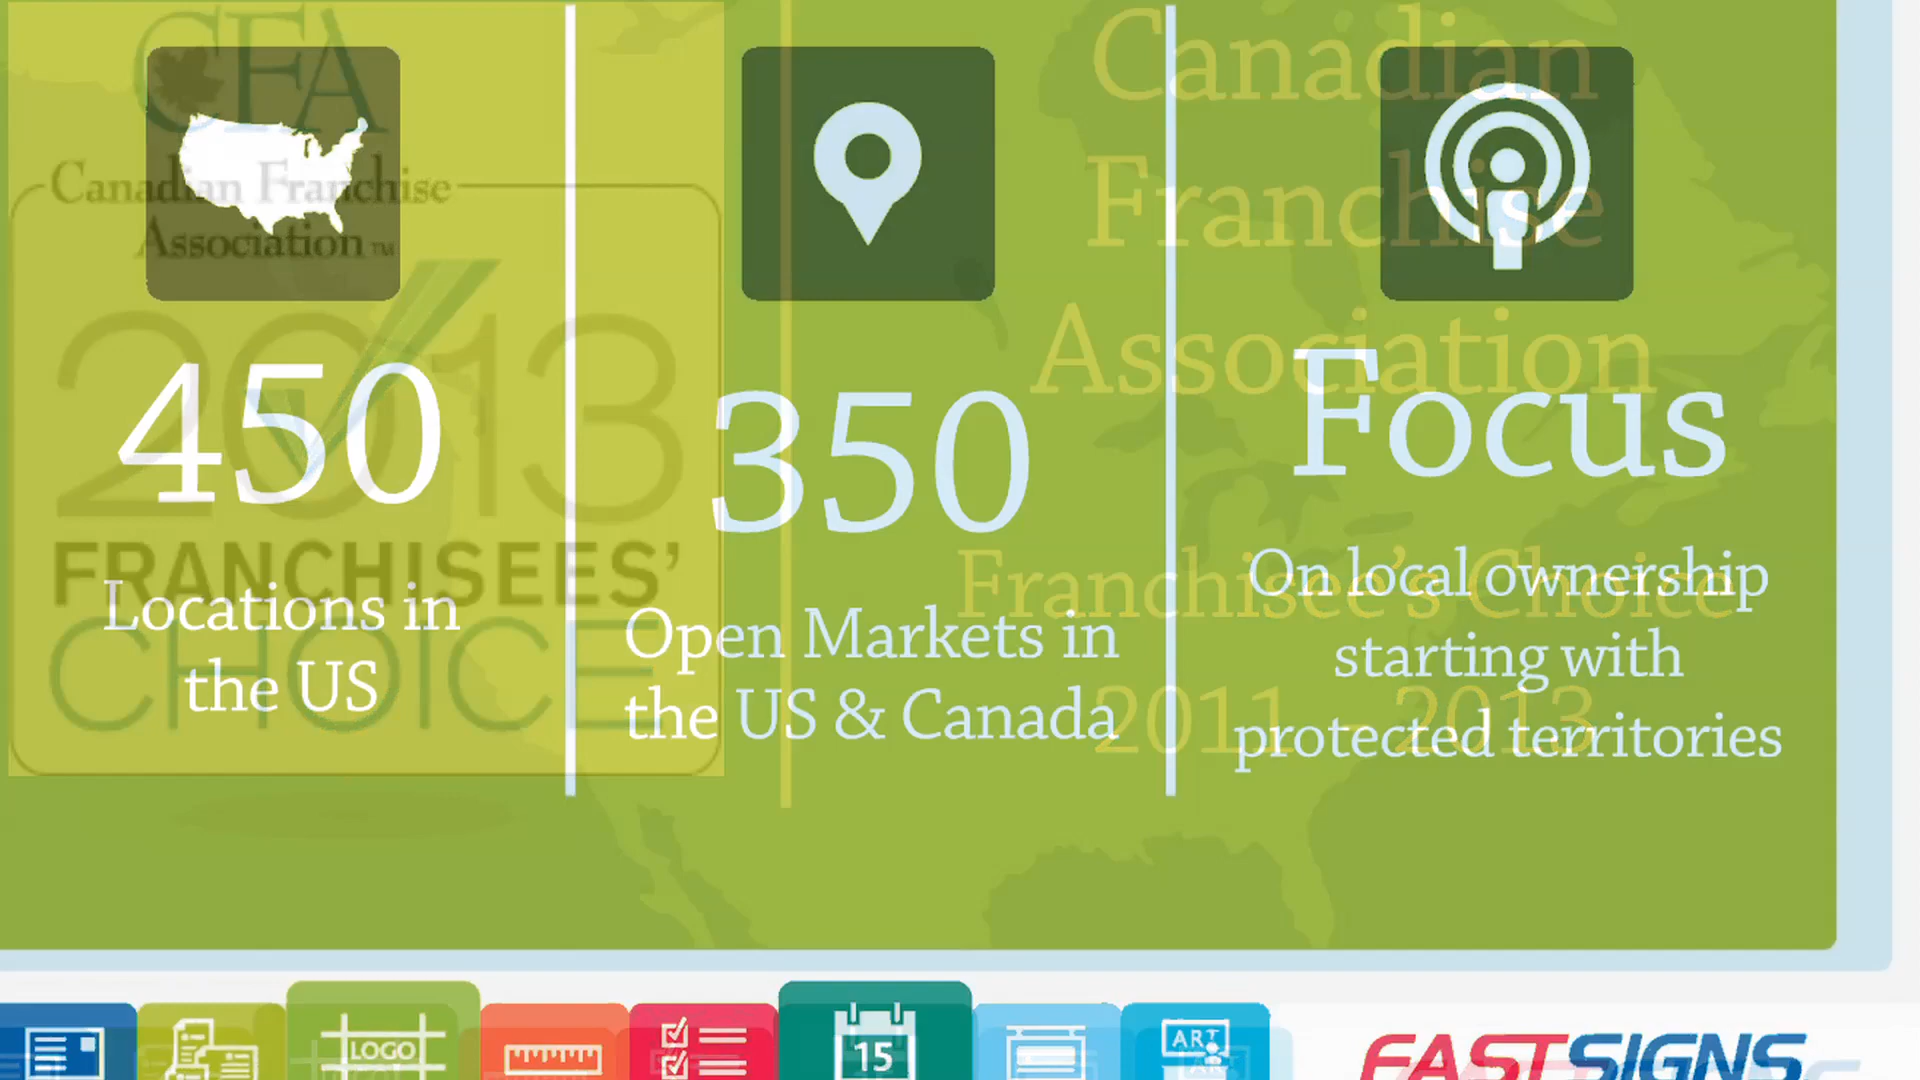 CFA
Canadian Franchise
Association™
2013
FRANCHISEES'
CHOICE
Canadian
Franchise
Association
Franchisee's Choice
2011 - 2013
450
Locations in
the US
350
Open Markets in
the US & Canada
Focus
On local ownership
starting with
protected territories
LOGO
15
ART
FASTSIGNS